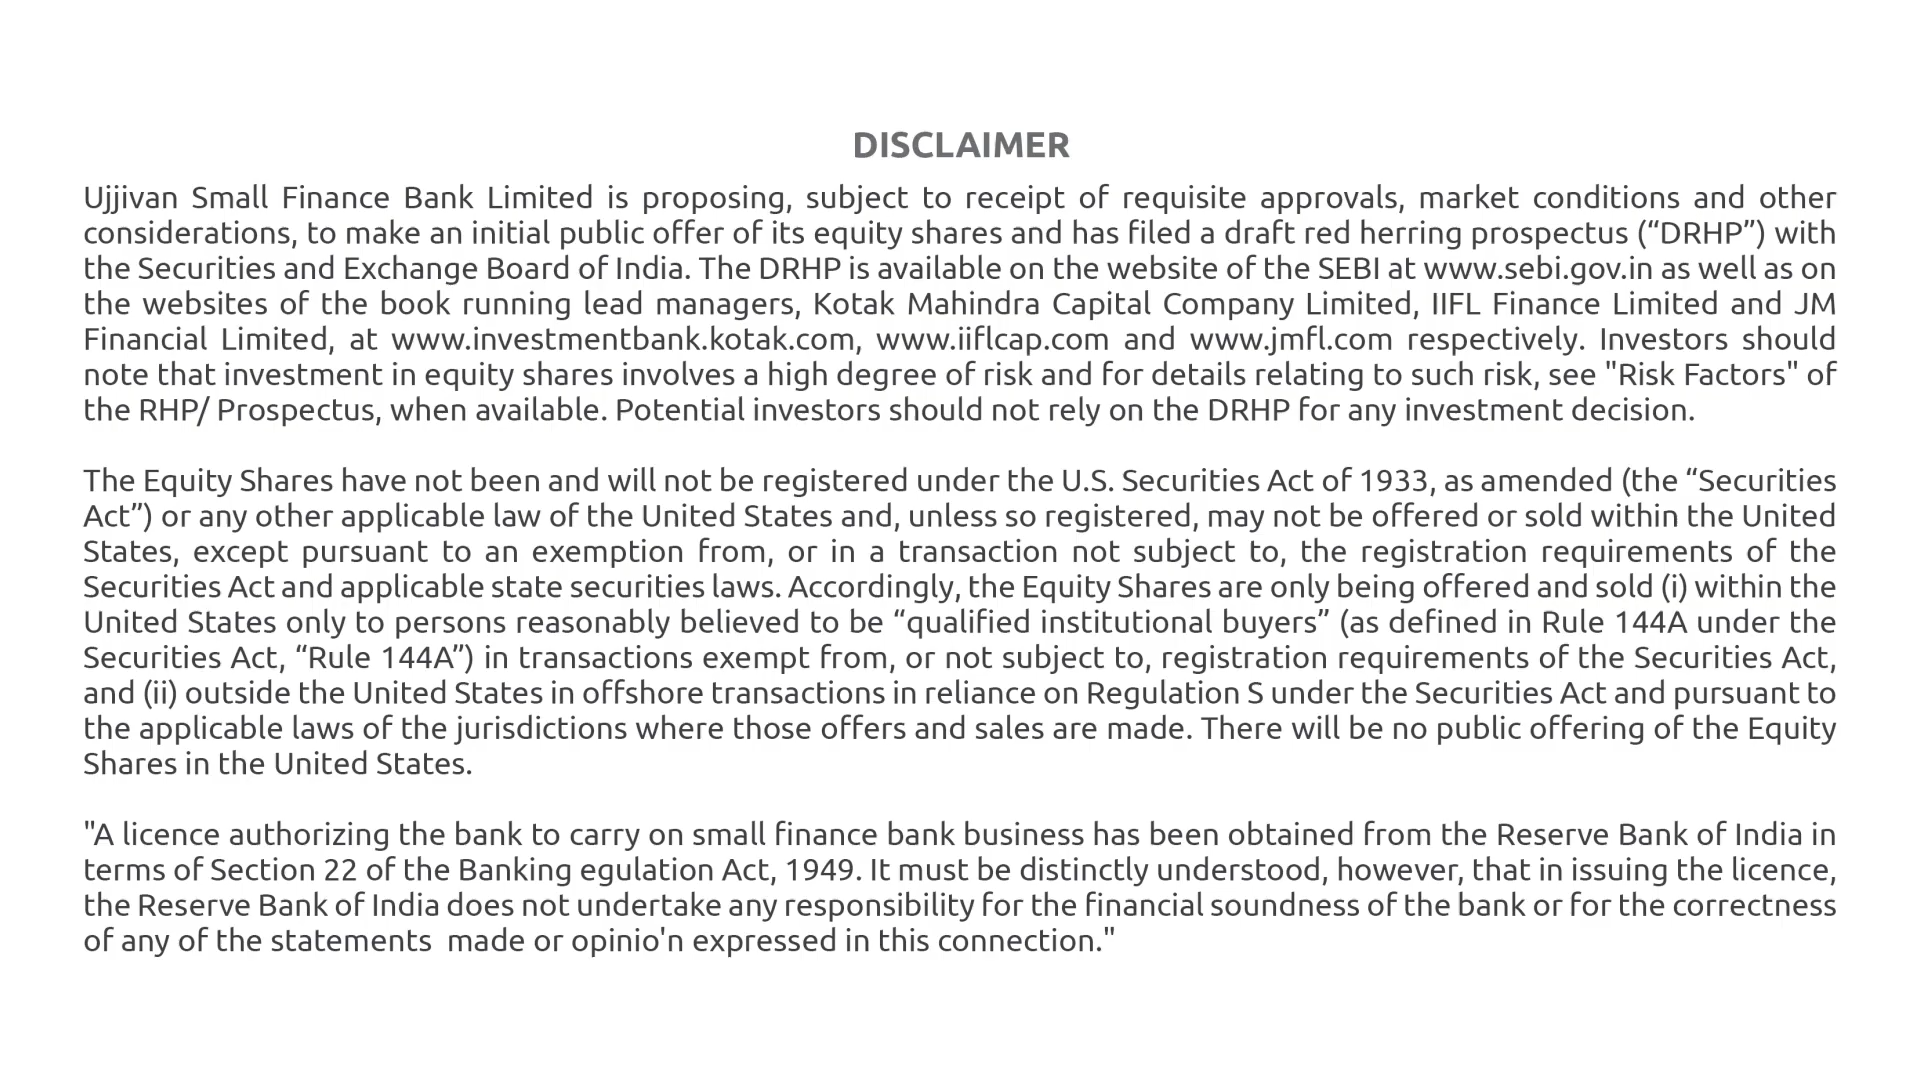 DISCLAIMER
Ujjivan Small Finance Bank Limited is proposing, subject to receipt of requisite approvals, market conditions and other
considerations, to make an initial public offer of its equity shares and has filed a draft red herring prospectus (“DRHP”) with
the Securities and Exchange Board of India. The DRHP is available on the website of the SEBI at www.sebi.gov.in as well as on
the websites of the book running lead managers, Kotak Mahindra Capital Company Limited, IIFL Finance Limited and JM
Financial Limited, at www.investmentbank.kotak.com, www.iiflcap.com and www.jmfl.com respectively. Investors should
note that investment in equity shares involves a high degree of risk and for details relating to such risk, see "Risk Factors" of
the RHP/ Prospectus, when available. Potential investors should not rely on the DRHP for any investment decision.
The Equity Shares have not been and will not be registered under the U.S. Securities Act of 1933, as amended (the “Securities
Act”) or any other applicable law of the United States and, unless so registered, may not be offered or sold within the United
States, except pursuant to an exemption from, or in a transaction not subject to, the registration requirements of the
Securities Act and applicable state securities laws. Accordingly, the Equity Shares are only being offered and sold (i) within the
United States only to persons reasonably believed to be “qualified institutional buyers” (as defined in Rule 144A under the
Securities Act, “Rule 144A”) in transactions exempt from, or not subject to, registration requirements of the Securities Act,
and (ii) outside the United States in offshore transactions in reliance on Regulation S under the Securities Act and pursuant to
the applicable laws of the jurisdictions where those offers and sales are made. There will be no public offering of the Equity
Shares in the United States.
"A licence authorizing the bank to carry on small finance bank business has been obtained from the Reserve Bank of India in
terms of Section 22 of the Banking egulation Act, 1949. It must be distinctly understood, however, that in issuing the licence,
the Reserve Bank of India does not undertake any responsibility for the financial soundness of the bank or for the correctness
of any of the statements  made or opinio'n expressed in this connection."